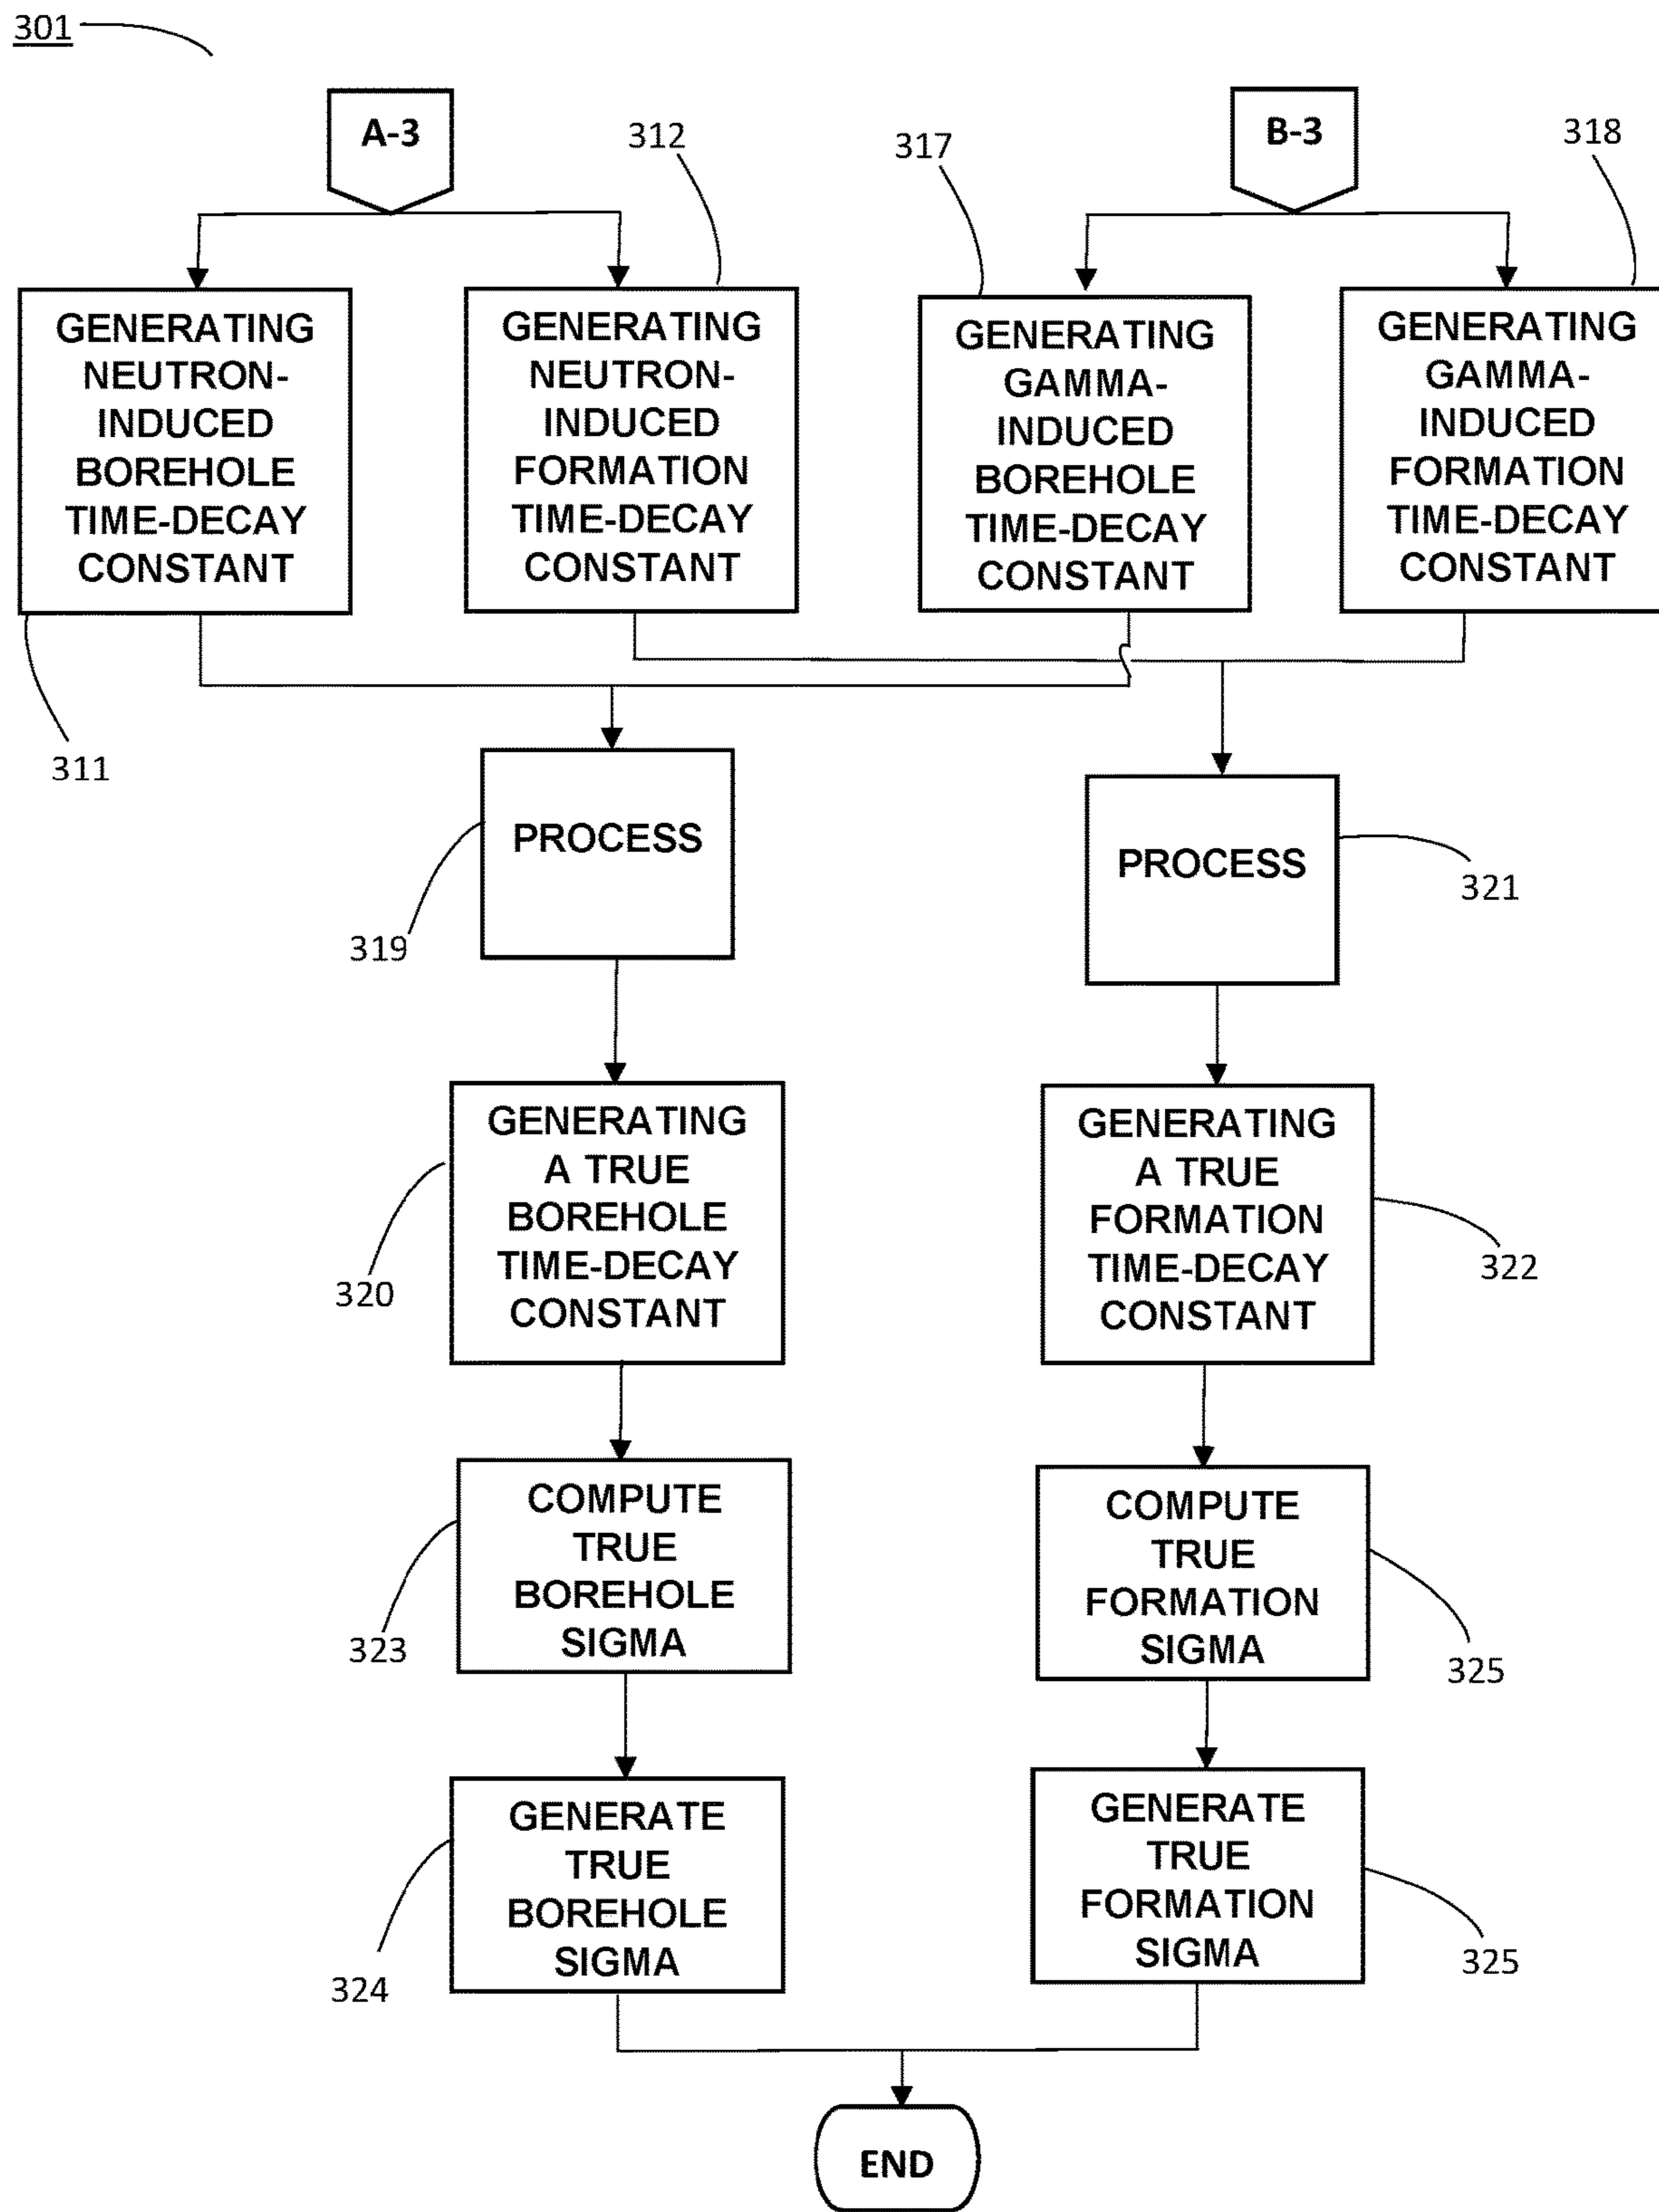 301
A-3
B-3
312
317
318
GENERATING
NEUTRON-
INDUCED
BOREHOLE
TIME-DECAY
CONSTANT
GENERATING
NEUTRON-
INDUCED
FORMATION
TIME-DECAY
CONSTANT
GENERATING
GAMMA-
INDUCED
BOREHOLE
TIME-DECAY
CONSTANT
GENERATING
GAMMA-
INDUCED
FORMATION
TIME-DECAY
CONSTANT
311
PROCESS
319
PROCESS
321
GENERATING
A TRUE
BOREHOLE
TIME-DECAY
CONSTANT
320
GENERATING
A TRUE
FORMATION
TIME-DECAY
CONSTANT
322
COMPUTE
TRUE
BOREHOLE
SIGMA
323
COMPUTE
TRUE
FORMATION
SIGMA
325
GENERATE
TRUE
BOREHOLE
SIGMA
324
GENERATE
TRUE
FORMATION
SIGMA
325
END